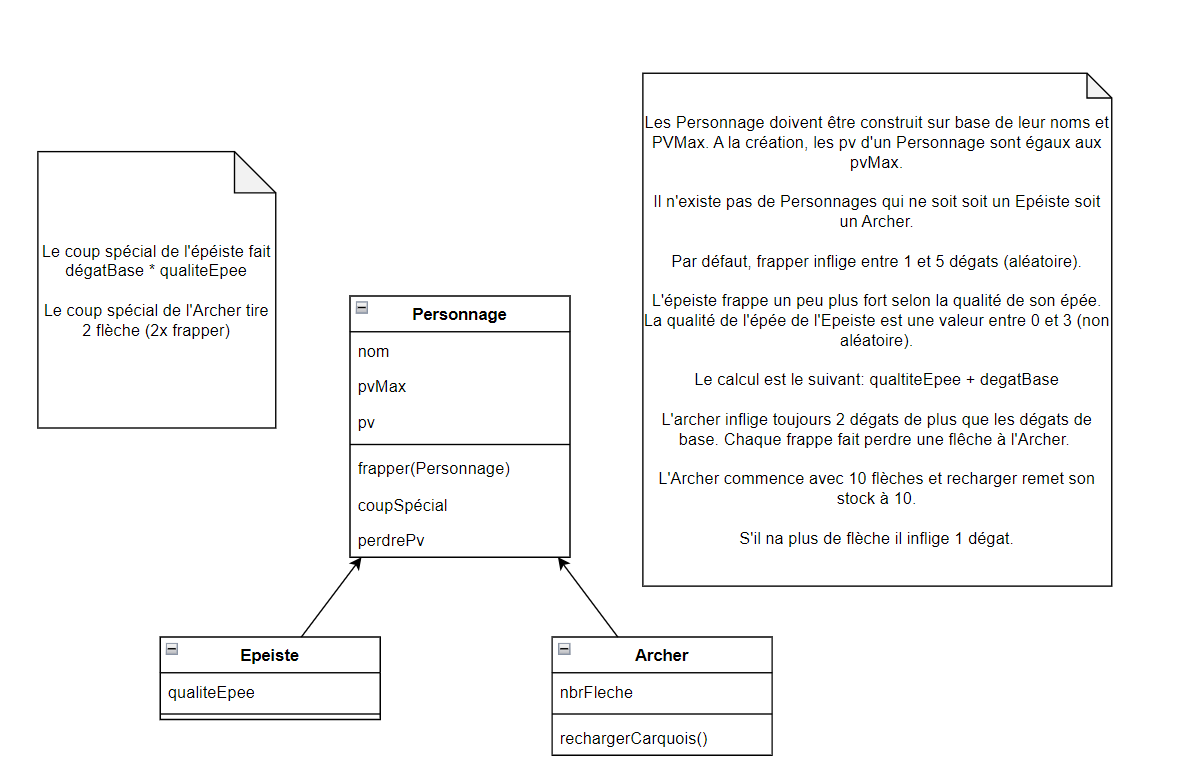 Le coup spécial de l'épéiste fait
dégatBase * qualiteEpee
Le coup spécial de l'Archer tire
2 flèche (2x frapper)
Les Personnage doivent être construit sur base de leur noms et
PVMax. A la création, les pv d'un Personnage sont égaux aux
pvMax.
Il n'existe pas de Personnages qui ne soit soit un Epéiste soit
un Archer.
Par défaut, frapper inflige entre 1 et 5 dégats (aléatoire).
L'épeiste frappe un peu plus fort selon la qualité de son épée.
La qualité de l'épée de l'Epeiste est une valeur entre 0 et 3 (non
aléatoire).
Le calcul est le suivant: qualtiteEpee + degatBase
L'archer inflige toujours 2 dégats de plus que les dégats de
base. Chaque frappe fait perdre une flêche à l'Archer.
L'Archer commence avec 10 flèches et recharger remet son
stock à 10.
S'il na plus de flèche il inflige 1 dégat.
Personnage
nom
pvMax
pv
frapper(Personnage)
coupSpécial
perdrePv
Epeiste
qualiteEpee
Archer
nbrFleche
rechargerCarquois()